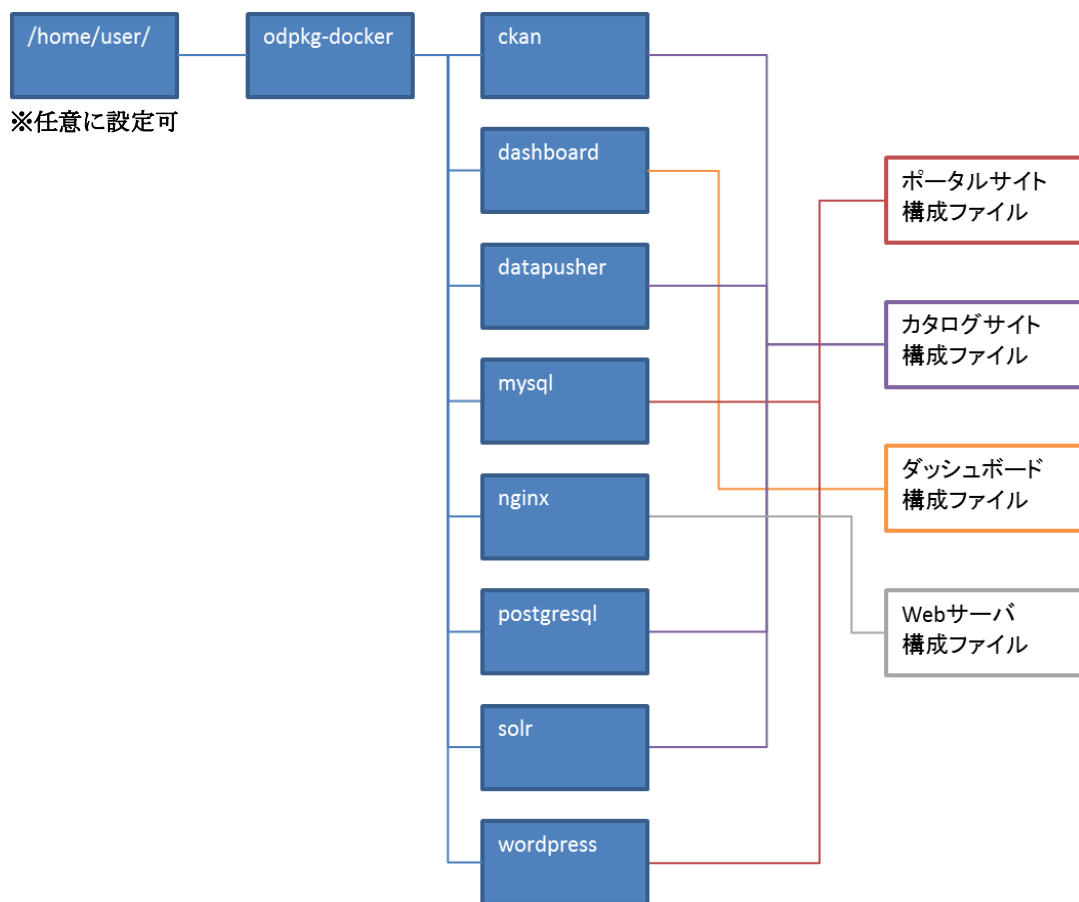 /home/user/
※任意に設定可
odpkg-docker
ckan
dashboard
datapusher
mysql
nginx
postgresql
solr
wordpress
ポータルサイト
構成ファイル
カタログサイト
構成ファイル
ダッシュボード
構成ファイル
Webサーバ
構成ファイル